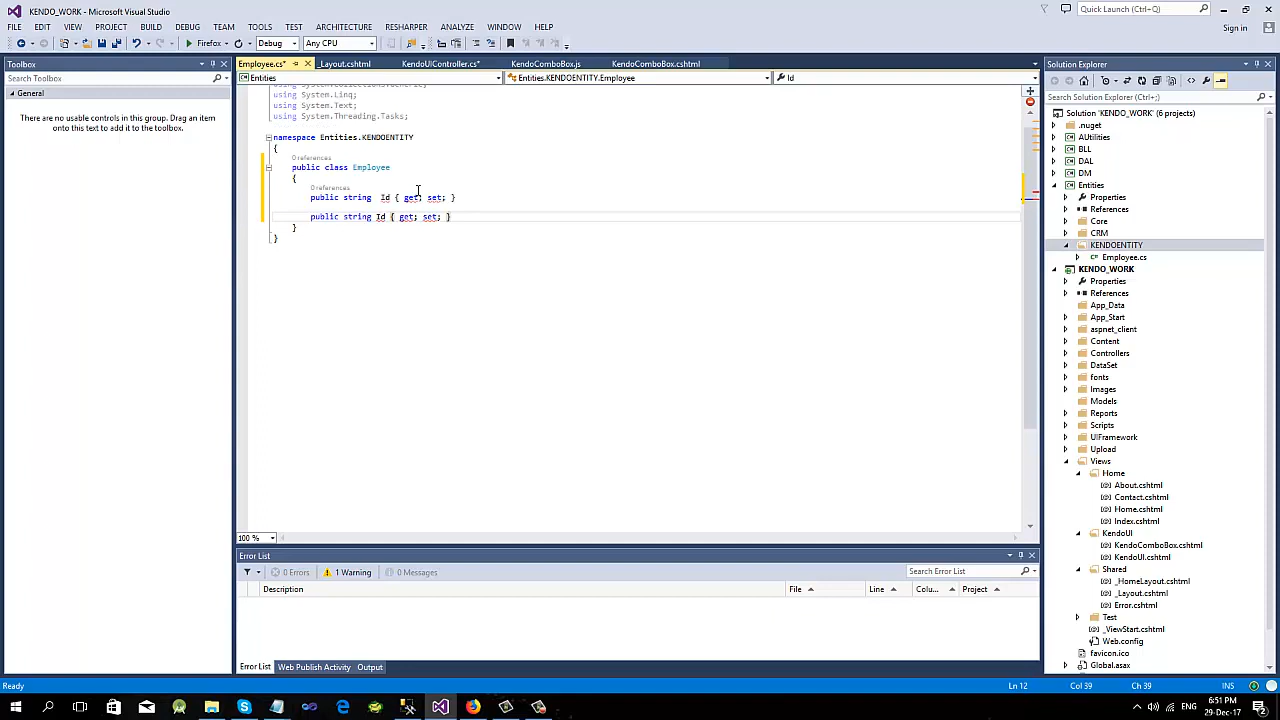 KENDO_WORK - Microsoft Visual Studio
Quick Launch (Ctrl+Q)
FILE EDIT VIEW PROJECT BUILD DEBUG TEAM TOOLS TEST ARCHITECTURE RESHARPER ANALYZE WINDOW HELP
Sign in
Firefox Debug Any CPU
Toolbox
Search Toolbox
General
There are no usable controls in this group. Drag an item
onto this text to add it to the toolbox.
Employee.cs* _Layout.cshtml KendoUIController.cs* KendoComboBox.js KendoComboBox.cshtml
Entities Entities.KENDOENTITY.Employee Id
using System.Linq;
using System.Text;
using System.Threading.Tasks;
namespace Entities.KENDOENTITY
{
0 references
public class Employee
{
0 references
public string  Id { get; set; }
public string Id { get; set; }
}
}
100 %
Error List
0 Errors 1 Warning 0 Messages
Search Error List
Description File Line Colu... Project
Error List Web Publish Activity Output
Solution Explorer
Search Solution Explorer (Ctrl+;)
Solution 'KENDO_WORK' (6 projects)
.nuget
AUtilities
BLL
DAL
DM
Entities
Properties
References
Core
CRM
KENDOENTITY
Employee.cs
KENDO_WORK
Properties
References
App_Data
App_Start
aspnet_client
Content
Controllers
DataSet
fonts
Images
Models
Reports
Scripts
UIFramework
Upload
Views
Home
About.cshtml
Contact.cshtml
Home.cshtml
Index.cshtml
KendoUI
KendoComboBox.cshtml
KendoUI.cshtml
Shared
_HomeLayout.cshtml
_Layout.cshtml
Error.cshtml
Test
_ViewStart.cshtml
Web.config
favicon.ico
Global.asax
Ready Ln 12 Col 39 Ch 39 INS
ENG
6:51 PM
29-Dec-17